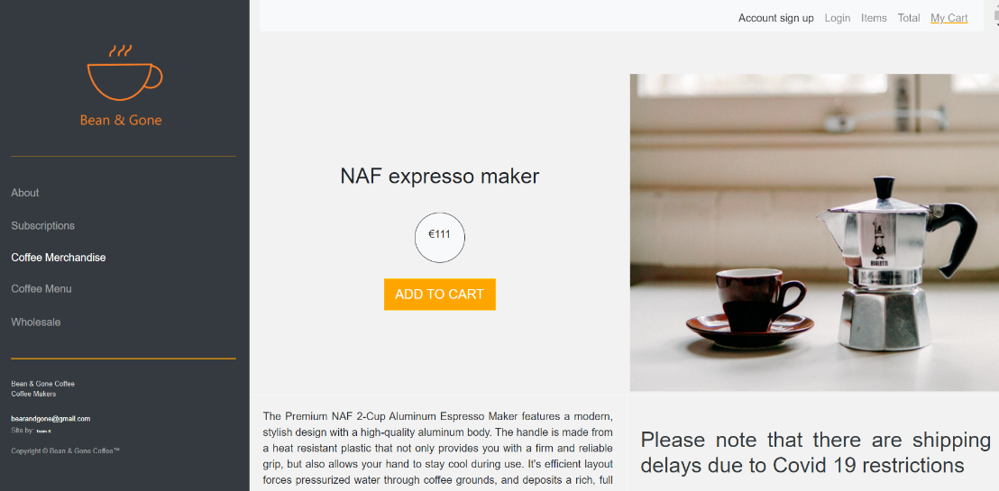 Bean & Gone
About
Subscriptions
Coffee Merchandise
Coffee Menu
Wholesale
Bean & Gone Coffee
Coffee Makers
bearandgone@gmail.com
Site by: Team K
Copyright © Bean & Gone Coffee™
Account sign up Login Items Total My Cart
NAF expresso maker
€111
ADD TO CART
BIALETTI
The Premium NAF 2-Cup Aluminum Espresso Maker features a modern,
stylish design with a high-quality aluminum body. The handle is made from
a heat resistant plastic that not only provides you with a firm and reliable
grip, but also allows your hand to stay cool during use. It's efficient layout
forces pressurized water through coffee grounds, and deposits a rich, full
Please note that there are shipping
delays due to Covid 19 restrictions